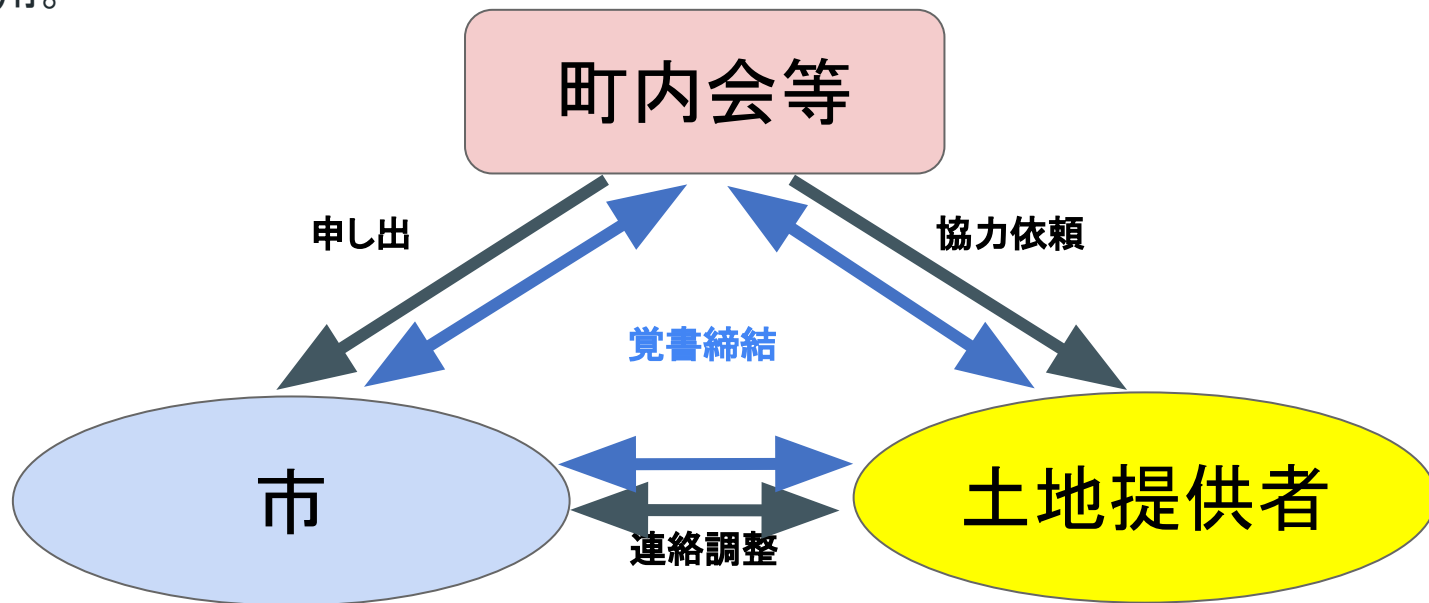 町内会等
申し出
協力依頼
覚書締結
市
土地提供者
連絡調整